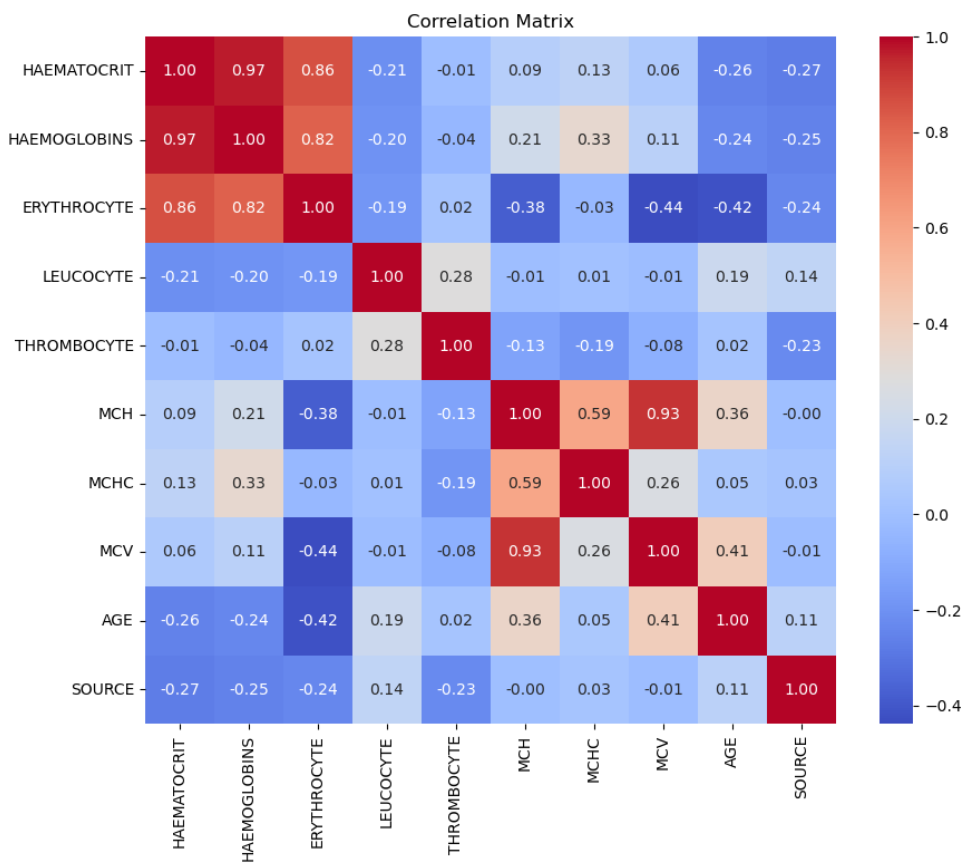 Correlation Matrix
HAEMATOCRIT 1.00 0.97 0.86 -0.21 -0.01 0.09 0.13 0.06 -0.26 -0.27
HAEMOGLOBINS 0.97 1.00 0.82 -0.20 -0.04 0.21 0.33 0.11 -0.24 -0.25
ERYTHROCYTE 0.86 0.82 1.00 -0.19 0.02 -0.38 -0.03 -0.44 -0.42 -0.24
LEUCOCYTE -0.21 -0.20 -0.19 1.00 0.28 -0.01 0.01 -0.01 0.19 0.14
THROMBOCYTE -0.01 -0.04 0.02 0.28 1.00 -0.13 -0.19 -0.08 0.02 -0.23
MCH 0.09 0.21 -0.38 -0.01 -0.13 1.00 0.59 0.93 0.36 -0.00
MCHC 0.13 0.33 -0.03 0.01 -0.19 0.59 1.00 0.26 0.05 0.03
MCV 0.06 0.11 -0.44 -0.01 -0.08 0.93 0.26 1.00 0.41 -0.01
AGE -0.26 -0.24 -0.42 0.19 0.02 0.36 0.05 0.41 1.00 0.11
SOURCE -0.27 -0.25 -0.24 0.14 -0.23 -0.00 0.03 -0.01 0.11 1.00
HAEMATOCRIT
HAEMOGLOBINS
ERYTHROCYTE
LEUCOCYTE
THROMBOCYTE
MCH
MCHC
MCV
AGE
SOURCE
1.0
0.8
0.6
0.4
0.2
0.0
−0.2
−0.4